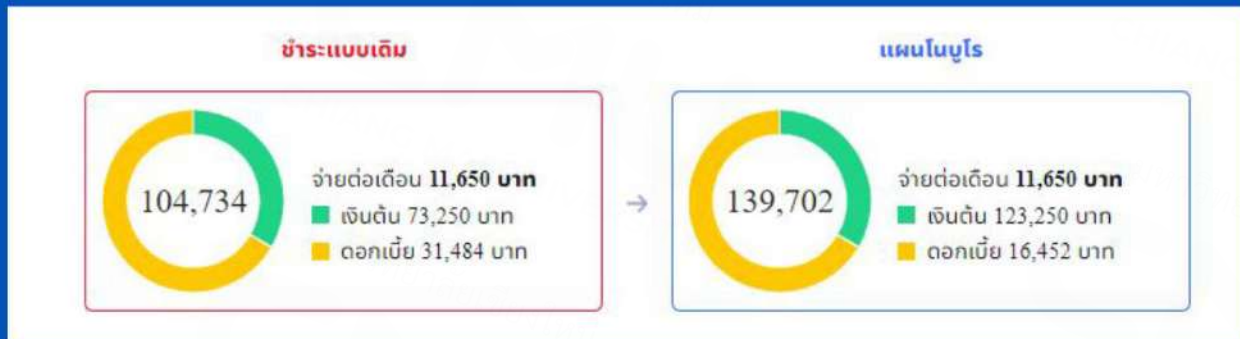 ชำระแบบเดิม
104,734
จ่ายต่อเดือน 11,650 บาท
เงินต้น 73,250 บาท
ดอกเบี้ย 31,484 บาท
→
แผนโนบูโร
139,702
จ่ายต่อเดือน 11,650 บาท
เงินต้น 123,250 บาท
ดอกเบี้ย 16,452 บาท